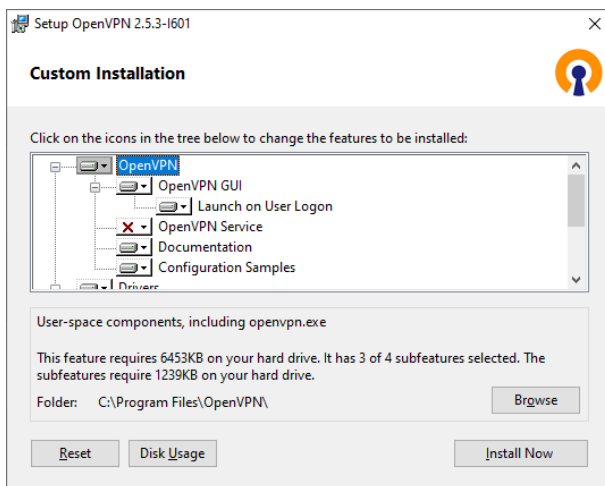 Setup OpenVPN 2.5.3-I601
Custom Installation
Click on the icons in the tree below to change the features to be installed:
OpenVPN
OpenVPN GUI
Launch on User Logon
OpenVPN Service
Documentation
Configuration Samples
Drivers
User-space components, including openvpn.exe
This feature requires 6453KB on your hard drive. It has 3 of 4 subfeatures selected. The
subfeatures require 1239KB on your hard drive.
Folder: C:\Program Files\OpenVPN\
Browse
Reset Disk Usage Install Now